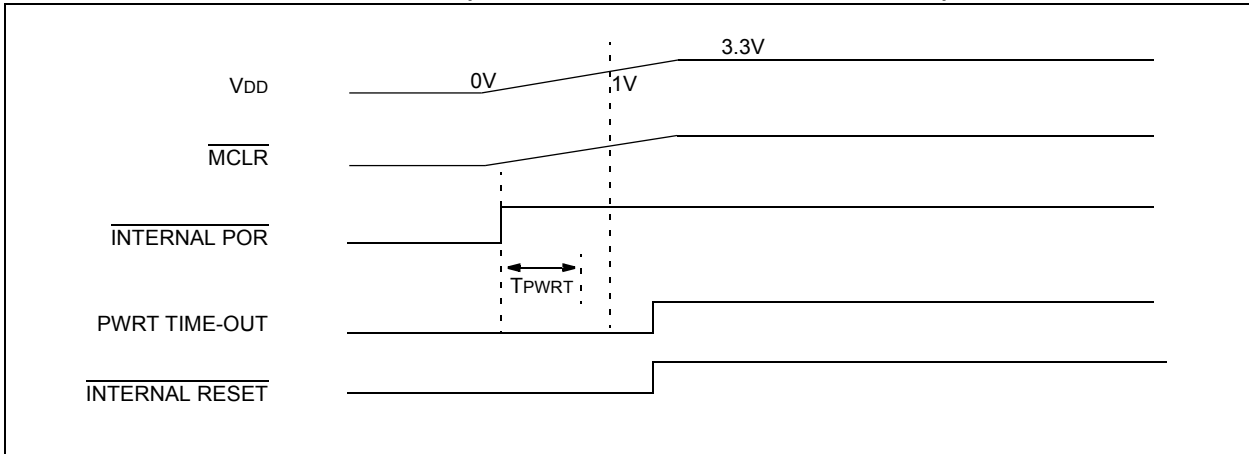 3.3V
VDD
0V
1V
MCLR
INTERNAL POR
TPWRT
PWRT TIME-OUT
INTERNAL RESET